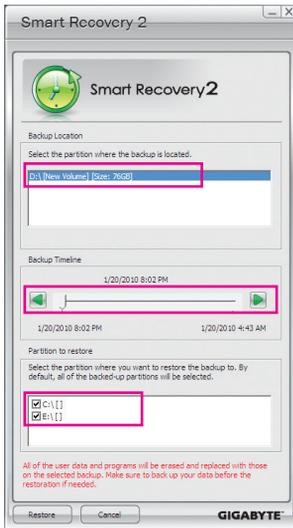 Smart Recovery 2
Smart Recovery2
Backup Location
Select the partition where the backup is located.
D:\ [New Volume] [Size: 76GB]
Backup Timeline
1/20/2010 8:02 PM
1/20/2010 8:02 PM 1/20/2010 4:43 AM
Partition to restore
Select the partition where you want to restore the backup to. By
default, all of the backed-up partitions will be selected.
C:\ [ ]
E:\ [ ]
All of the user data and programs will be erased and replaced with those
on the selected backup. Make sure to back up your data before the
restoration if needed.
Restore Cancel GIGABYTE™